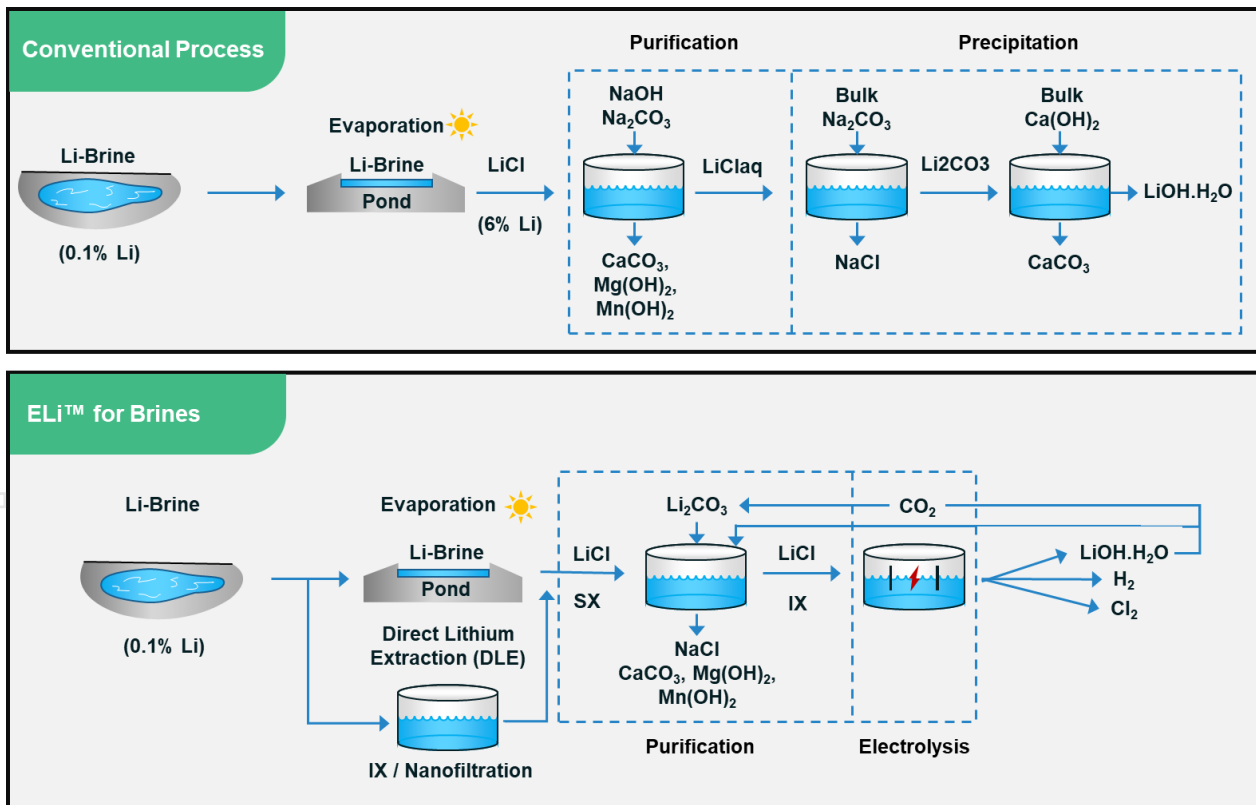 Conventional Process
Purification
Precipitation
Evaporation
Li-Brine
Li-Brine
Pond
(0.1% Li)
LiCl
(6% Li)
NaOH
Na₂CO₃
CaCO₃,
Mg(OH)₂,
Mn(OH)₂
LiClaq
Bulk
Na₂CO₃
NaCl
Li2CO3
Bulk
Ca(OH)₂
CaCO₃
LiOH.H₂O
ELi™ for Brines
Li-Brine
(0.1% Li)
Evaporation
Li-Brine
Pond
Direct Lithium
Extraction (DLE)
IX / Nanofiltration
LiCl
SX
Li₂CO₃
NaCl
CaCO₃, Mg(OH)₂,
Mn(OH)₂
LiCl
IX
CO₂
LiOH.H₂O
H₂
Cl₂
Purification
Electrolysis